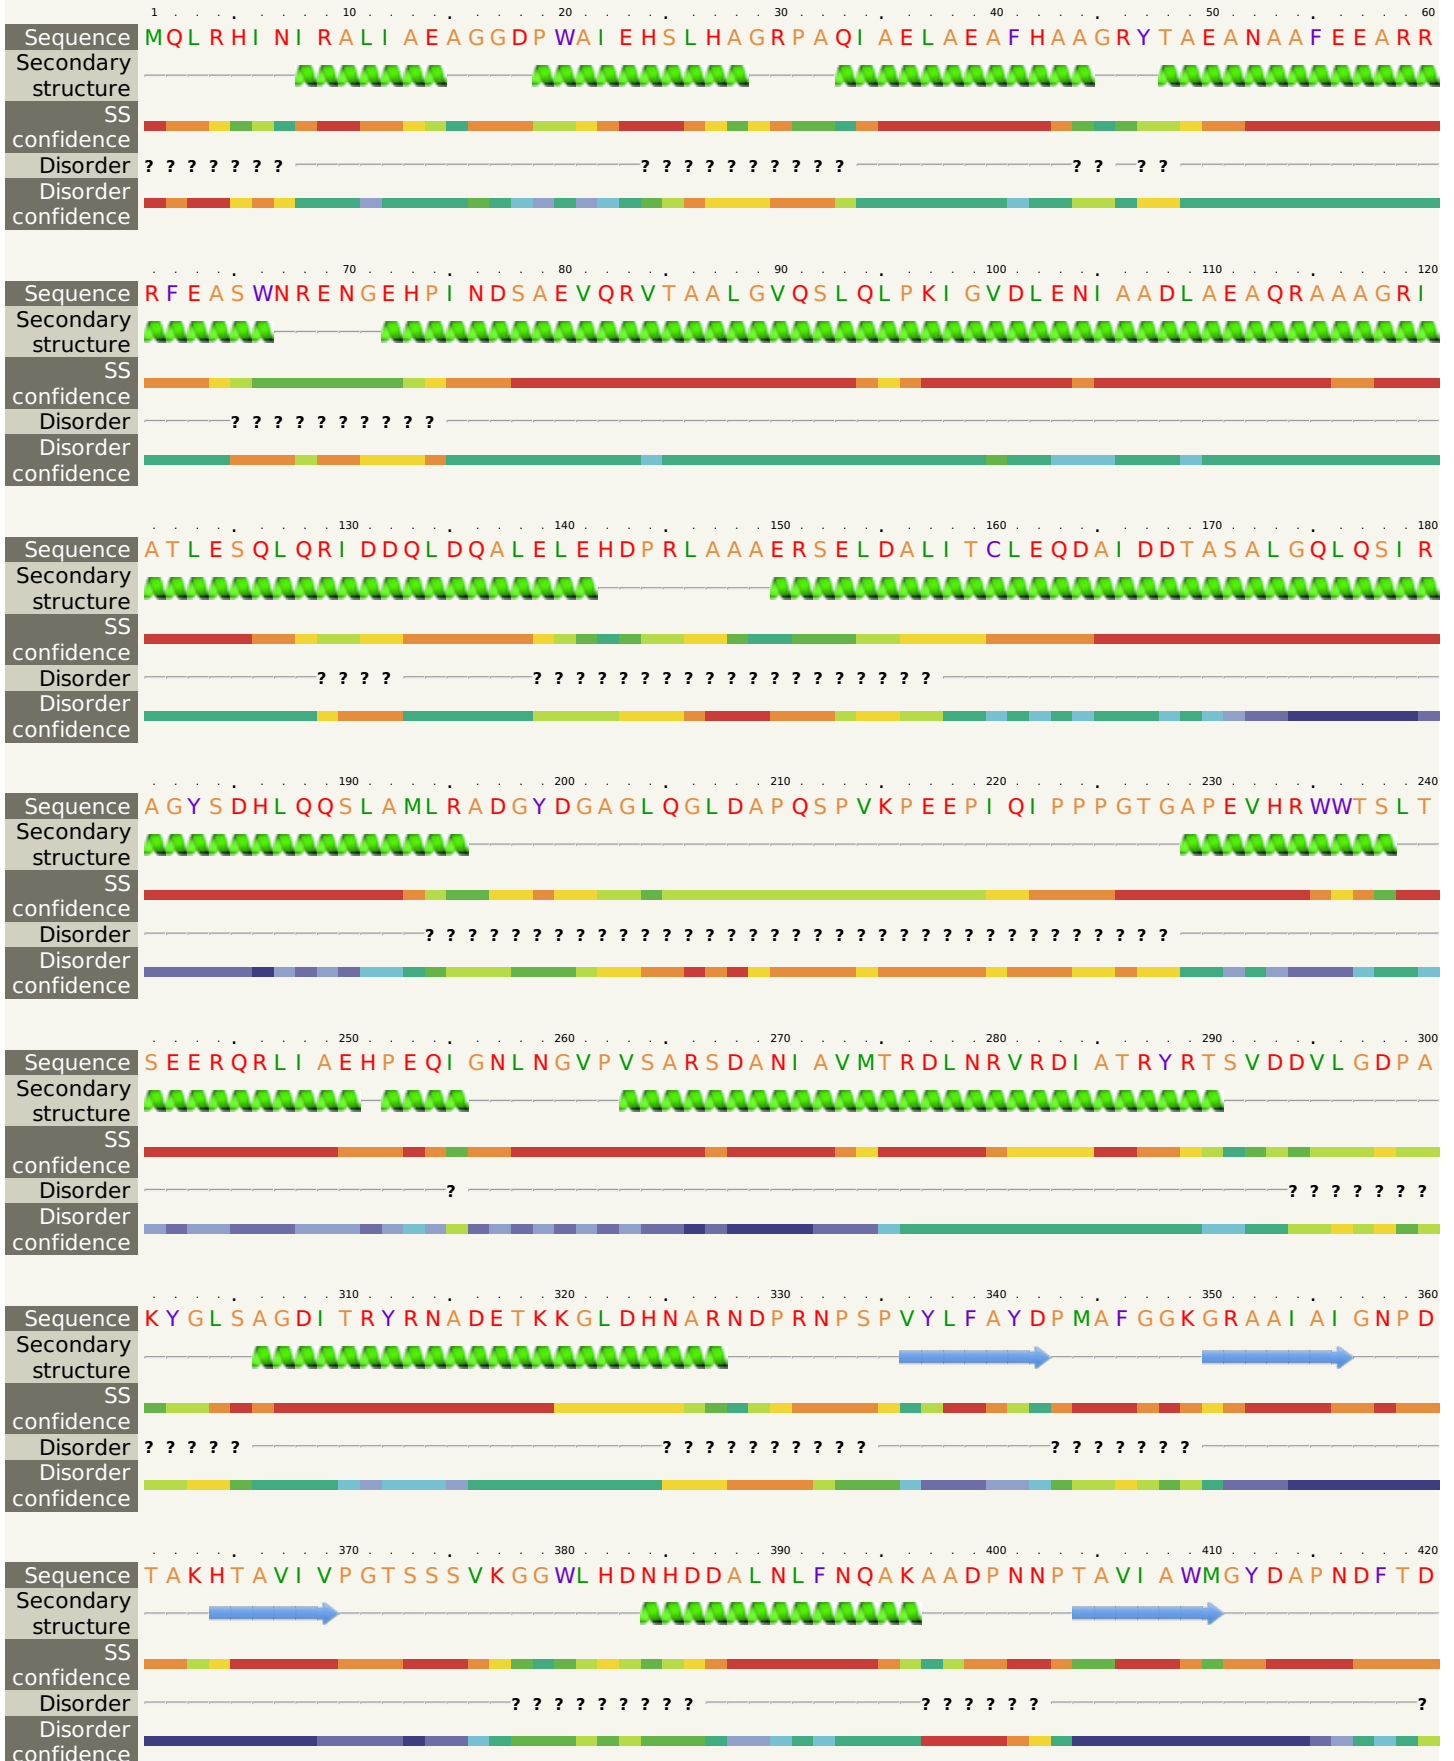 1 10 20 30 40 50 60
Sequence MQLRHINIRALIAEAGGDPWAIEHSLHAGRPAQIAELAEAFHAAGRYTAEANAAFEEARR
Secondary
structure
SS
confidence
Disorder ? ? ? ? ? ? ? ? ? ? ? ? ? ? ? ? ? ? ? ? ?
Disorder
confidence
70 80 90 100 110 120
Sequence RFEASWNRENGEHPINDSAEVQRVTAALGVQSLQLPKIGVDLENIAADLAEAQRAAAGRI
Secondary
structure
SS
confidence
Disorder ? ? ? ? ? ? ? ? ? ?
Disorder
confidence
130 140 150 160 170 180
Sequence ATLESQLQRIDDQLDQALELEHDPRLAAAERSELDALITCLEQDAIDDTASALGQLQSIR
Secondary
structure
SS
confidence
Disorder ? ? ? ? ? ? ? ? ? ? ? ? ? ? ? ? ? ? ? ? ? ? ?
Disorder
confidence
190 200 210 220 230 240
Sequence AGYSDHLQQSLAMLRADGYDGAGLQGLDAPQSPVKPEEPIQIPPPGTGAPEVHRWWTSLT
Secondary
structure
SS
confidence
Disorder ? ? ? ? ? ? ? ? ? ? ? ? ? ? ? ? ? ? ? ? ? ? ? ? ? ? ? ? ? ? ? ? ? ? ?
Disorder
confidence
250 260 270 280 290 300
Sequence SEERQRLIAEHPEQIGNLNGVPVSARSDANIAVMTRDLNRVRDIATRYRTSVDDVLGDPA
Secondary
structure
SS
confidence
Disorder ? ? ? ? ? ? ? ?
Disorder
confidence
310 320 330 340 350 360
Sequence KYGLSAGDITRYRNADETKKGLDHNARNDPRNPSPVYLFAYDPMAFGGKGRAAIAIGNPD
Secondary
structure
SS
confidence
Disorder ? ? ? ? ? ? ? ? ? ? ? ? ? ? ? ? ? ? ? ? ? ?
Disorder
confidence
370 380 390 400 410 420
Sequence TAKHTAVIVPGTSSSVKGGWLHDNHDDALNLFNQAKAADPNNPTAVIAWMGYDAPNDFTD
Secondary
structure
SS
confidence
Disorder ? ? ? ? ? ? ? ? ? ? ? ? ? ? ? ?
Disorder
confidence